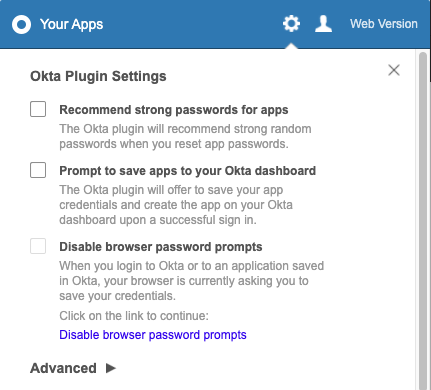 Your Apps
Web Version
Okta Plugin Settings
Recommend strong passwords for apps
The Okta plugin will recommend strong random
passwords when you reset app passwords.
Prompt to save apps to your Okta dashboard
The Okta plugin will offer to save your app
credentials and create the app on your Okta
dashboard upon a successful sign in.
Disable browser password prompts
When you login to Okta or to an application saved
in Okta, your browser is currently asking you to
save your credentials.
Click on the link to continue:
Disable browser password prompts
Advanced